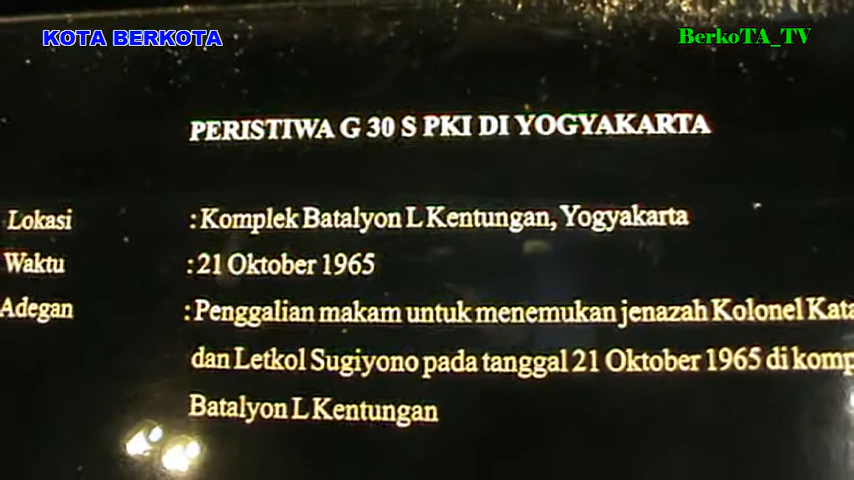 KOTA BERKOTA
BerkoTA_TV
PERISTIWA G 30 S PKI DI YOGYAKARTA
Lokasi : Komplek Batalyon L Kentungan, Yogyakarta
Waktu : 21 Oktober 1965
Adegan : Penggalian makam untuk menemukan jenazah Kolonel
dan Letkol Sugiyono pada tanggal 21 Oktober 1965 di
Batalyon L Kentungan